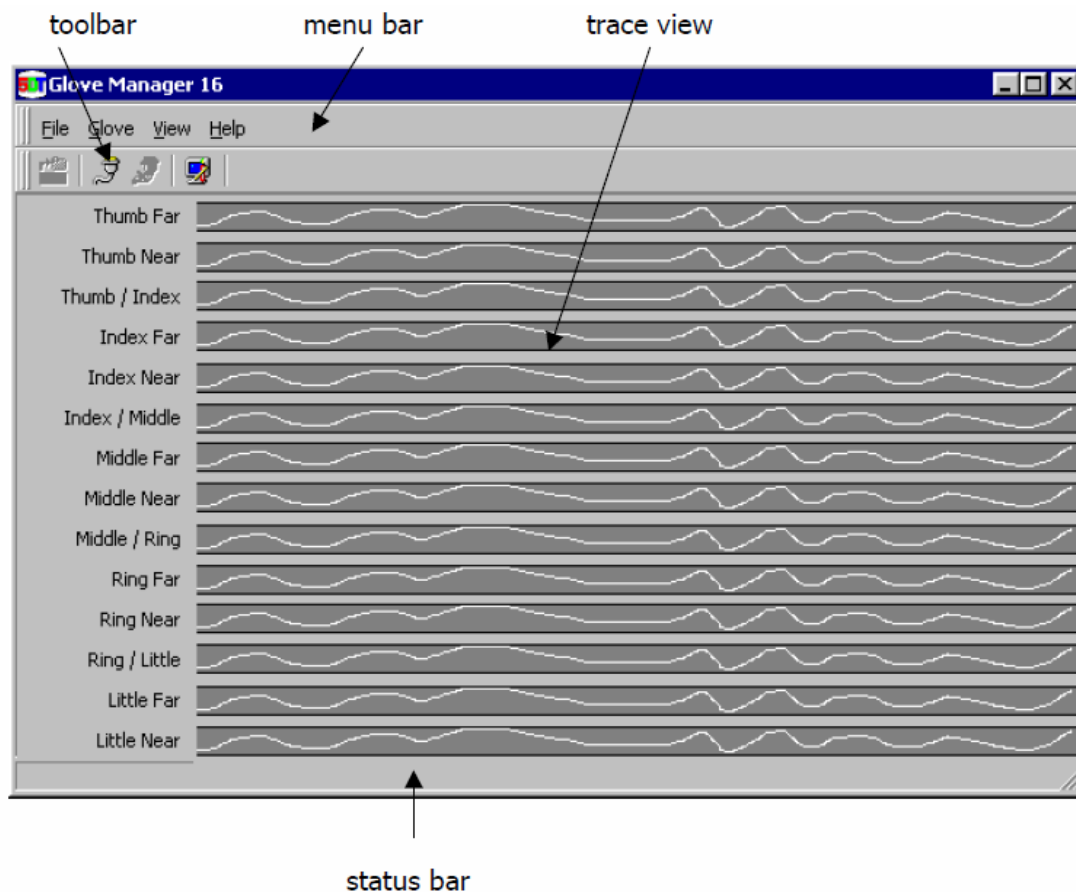 toolbar menu bar trace view
5DT Glove Manager 16
File Glove View Help
Thumb Far
Thumb Near
Thumb / Index
Index Far
Index Near
Index / Middle
Middle Far
Middle Near
Middle / Ring
Ring Far
Ring Near
Ring / Little
Little Far
Little Near
status bar